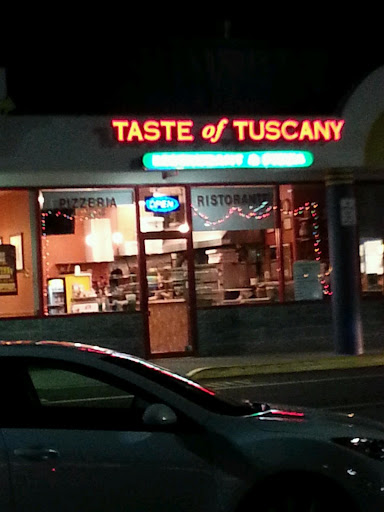 TASTE of TUSCANY
RESTAURANT & PIZZA
PIZZERIA
OPEN
RISTORANTE